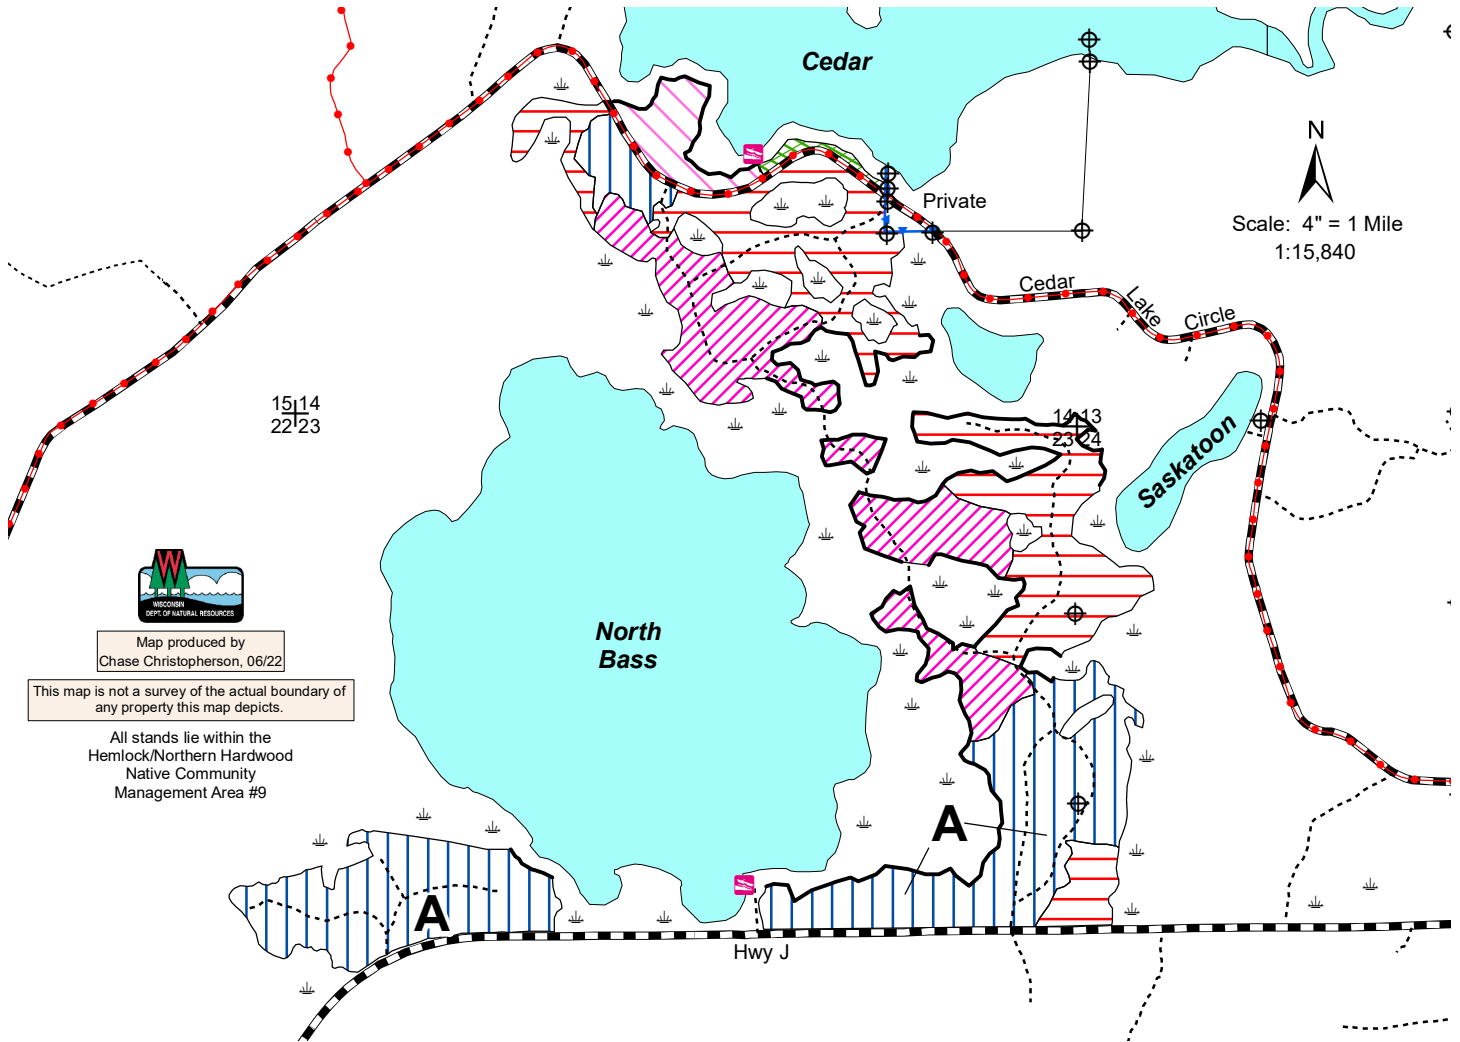 Cedar
N
Scale: 4" = 1 Mile
1:15,840
Private
Cedar
Lake
Circle
15 14
22 23
14 13
23 24
Saskatoon
W
WISCONSIN
DEPT. OF NATURAL RESOURCES
Map produced by
Chase Christopherson, 06/22
This map is not a survey of the actual boundary of
any property this map depicts.
All stands lie within the
Hemlock/Northern Hardwood
Native Community
Management Area #9
North
Bass
A
A
Hwy J